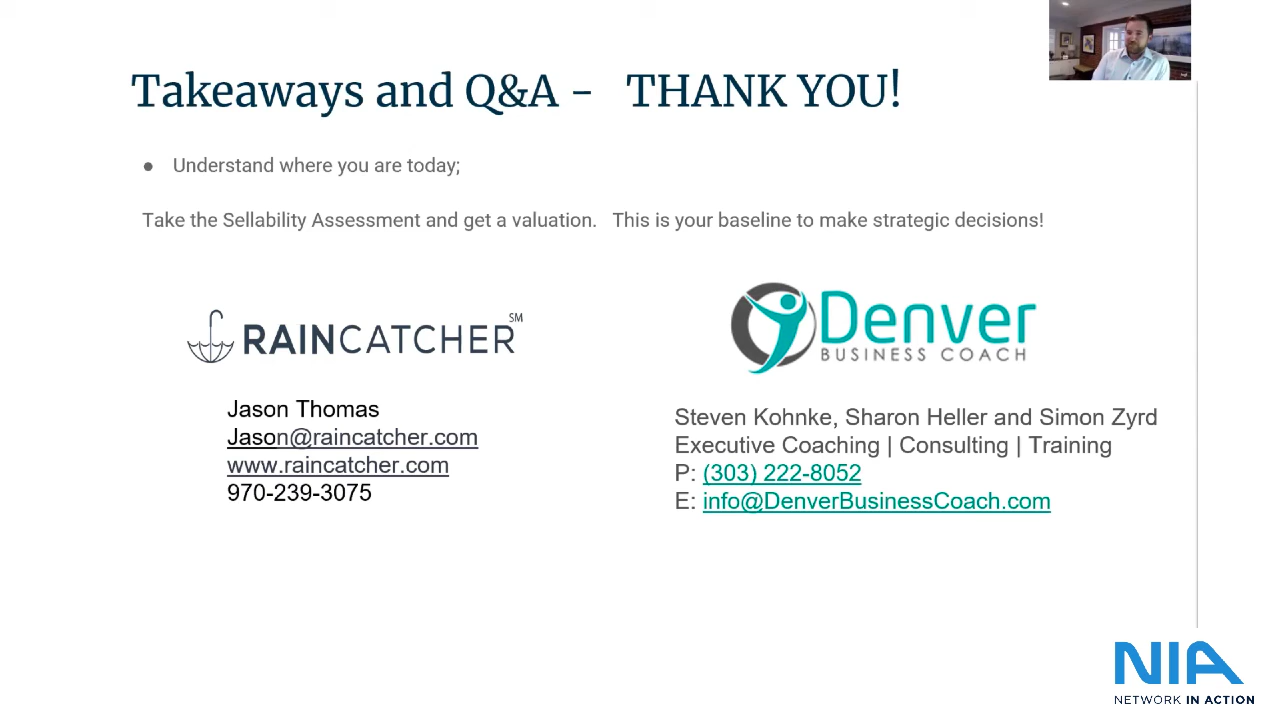 Takeaways and Q&A - THANK YOU!
● Understand where you are today;
Take the Sellability Assessment and get a valuation. This is your baseline to make strategic decisions!
RAINCATCHER SM
Jason Thomas
Jason@raincatcher.com
www.raincatcher.com
970-239-3075
Denver
BUSINESS COACH
Steven Kohnke, Sharon Heller and Simon Zyrd
Executive Coaching | Consulting | Training
P: (303) 222-8052
E: info@DenverBusinessCoach.com
NIA
NETWORK IN ACTION